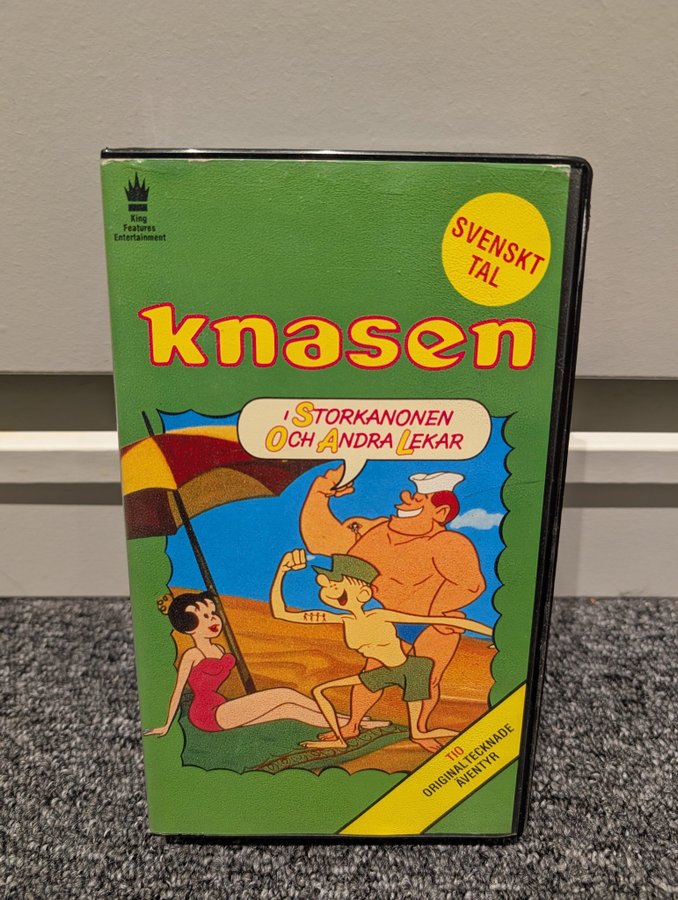 King
Features
Entertainment
SVENSKT
TAL
knasen
I STORKANONEN
OCH ANDRA LEKAR
TIO
ORIGINALTECKNADE
ÄVENTYR